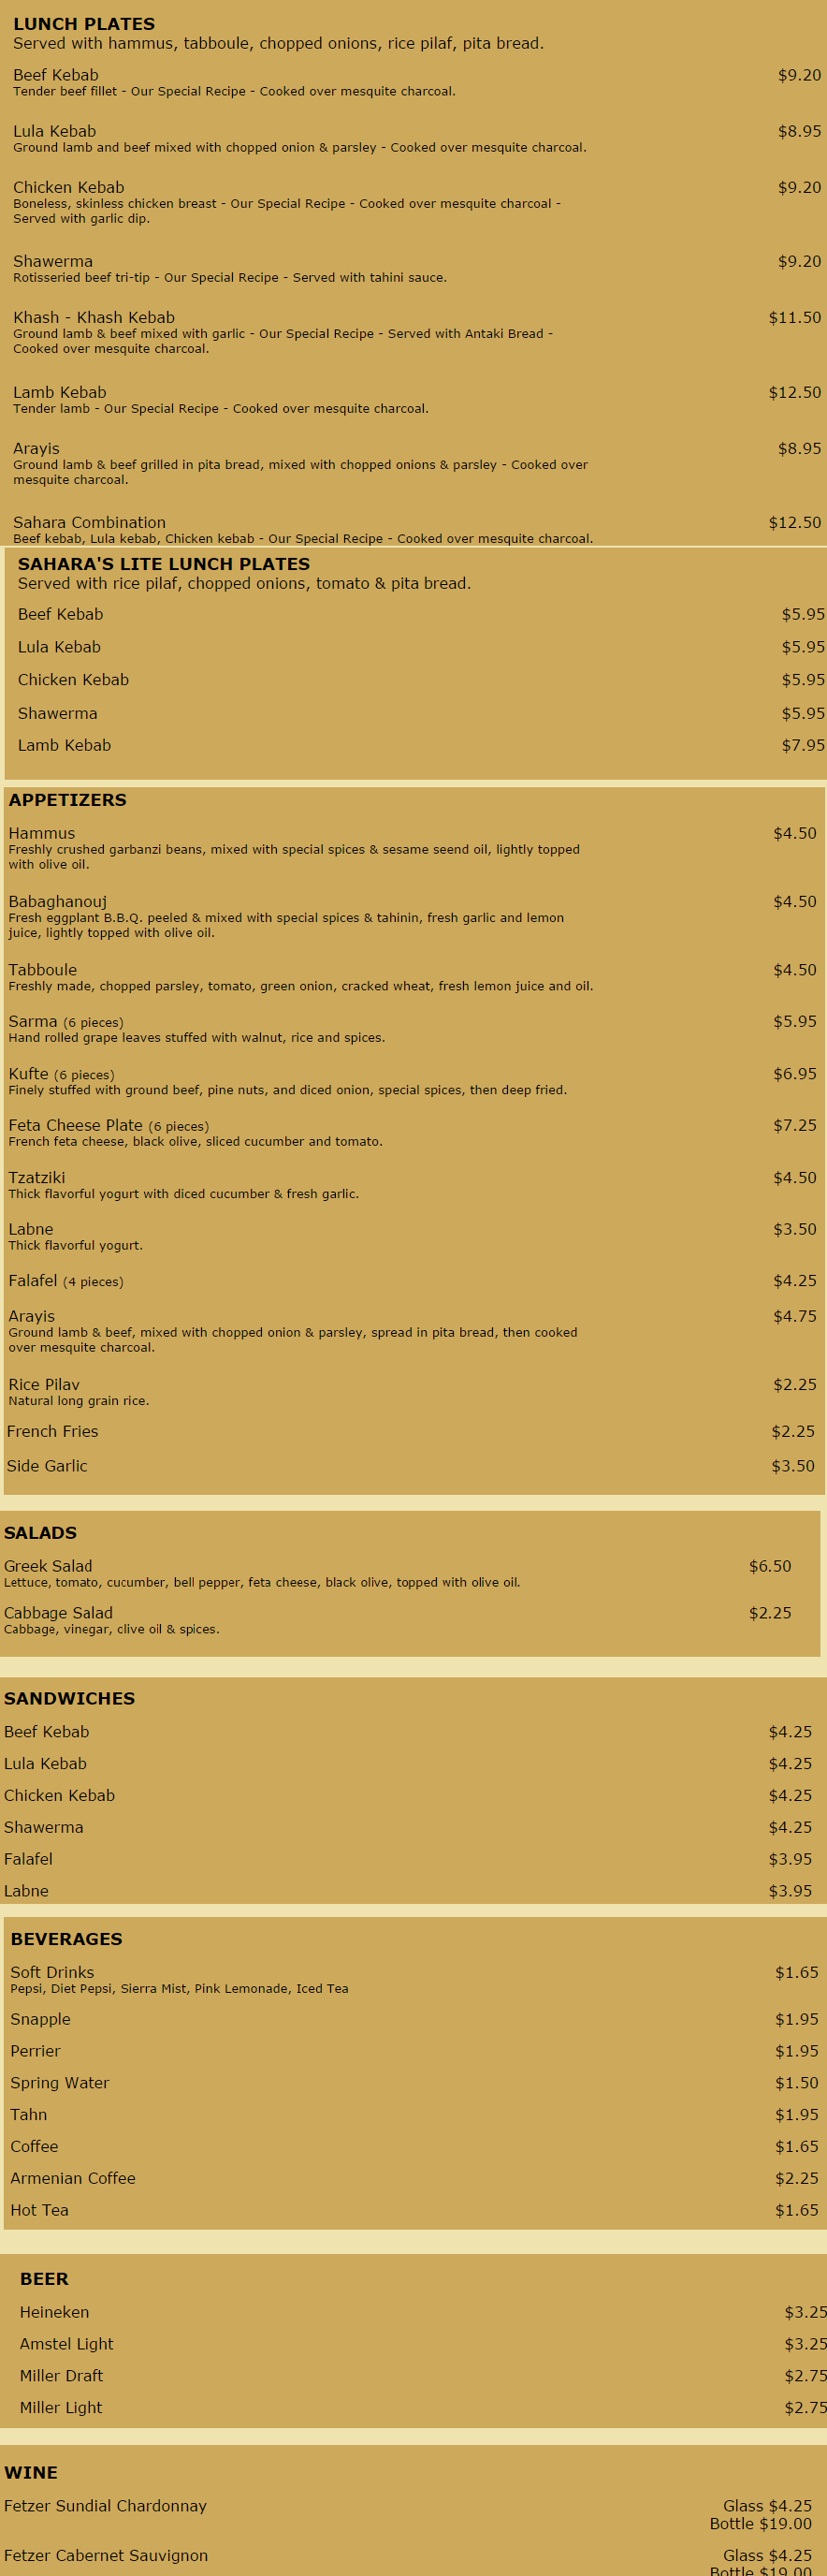 LUNCH PLATES
Served with hammus, tabboule, chopped onions, rice pilaf, pita bread.
Beef Kebab $9.20
Tender beef fillet - Our Special Recipe - Cooked over mesquite charcoal.
Lula Kebab $8.95
Ground lamb and beef mixed with chopped onion & parsley - Cooked over mesquite charcoal.
Chicken Kebab $9.20
Boneless, skinless chicken breast - Our Special Recipe - Cooked over mesquite charcoal -
Served with garlic dip.
Shawerma $9.20
Rotisseried beef tri-tip - Our Special Recipe - Served with tahini sauce.
Khash - Khash Kebab $11.50
Ground lamb & beef mixed with garlic - Our Special Recipe - Served with Antaki Bread -
Cooked over mesquite charcoal.
Lamb Kebab $12.50
Tender lamb - Our Special Recipe - Cooked over mesquite charcoal.
Arayis $8.95
Ground lamb & beef grilled in pita bread, mixed with chopped onions & parsley - Cooked over
mesquite charcoal.
Sahara Combination $12.50
Beef kebab, Lula kebab, Chicken kebab - Our Special Recipe - Cooked over mesquite charcoal.
SAHARA'S LITE LUNCH PLATES
Served with rice pilaf, chopped onions, tomato & pita bread.
Beef Kebab $5.95
Lula Kebab $5.95
Chicken Kebab $5.95
Shawerma $5.95
Lamb Kebab $7.95
APPETIZERS
Hammus $4.50
Freshly crushed garbanzi beans, mixed with special spices & sesame seend oil, lightly topped
with olive oil.
Babaghanouj $4.50
Fresh eggplant B.B.Q. peeled & mixed with special spices & tahinin, fresh garlic and lemon
juice, lightly topped with olive oil.
Tabboule $4.50
Freshly made, chopped parsley, tomato, green onion, cracked wheat, fresh lemon juice and oil.
Sarma (6 pieces) $5.95
Hand rolled grape leaves stuffed with walnut, rice and spices.
Kufte (6 pieces) $6.95
Finely stuffed with ground beef, pine nuts, and diced onion, special spices, then deep fried.
Feta Cheese Plate (6 pieces) $7.25
French feta cheese, black olive, sliced cucumber and tomato.
Tzatziki $4.50
Thick flavorful yogurt with diced cucumber & fresh garlic.
Labne $3.50
Thick flavorful yogurt.
Falafel (4 pieces) $4.25
Arayis $4.75
Ground lamb & beef, mixed with chopped onion & parsley, spread in pita bread, then cooked
over mesquite charcoal.
Rice Pilav $2.25
Natural long grain rice.
French Fries $2.25
Side Garlic $3.50
SALADS
Greek Salad $6.50
Lettuce, tomato, cucumber, bell pepper, feta cheese, black olive, topped with olive oil.
Cabbage Salad $2.25
Cabbage, vinegar, clive oil & spices.
SANDWICHES
Beef Kebab $4.25
Lula Kebab $4.25
Chicken Kebab $4.25
Shawerma $4.25
Falafel $3.95
Labne $3.95
BEVERAGES
Soft Drinks $1.65
Pepsi, Diet Pepsi, Sierra Mist, Pink Lemonade, Iced Tea
Snapple $1.95
Perrier $1.95
Spring Water $1.50
Tahn $1.95
Coffee $1.65
Armenian Coffee $2.25
Hot Tea $1.65
BEER
Heineken $3.25
Amstel Light $3.25
Miller Draft $2.75
Miller Light $2.75
WINE
Fetzer Sundial Chardonnay Glass $4.25
Bottle $19.00
Fetzer Cabernet Sauvignon Glass $4.25
Bottle $19.00